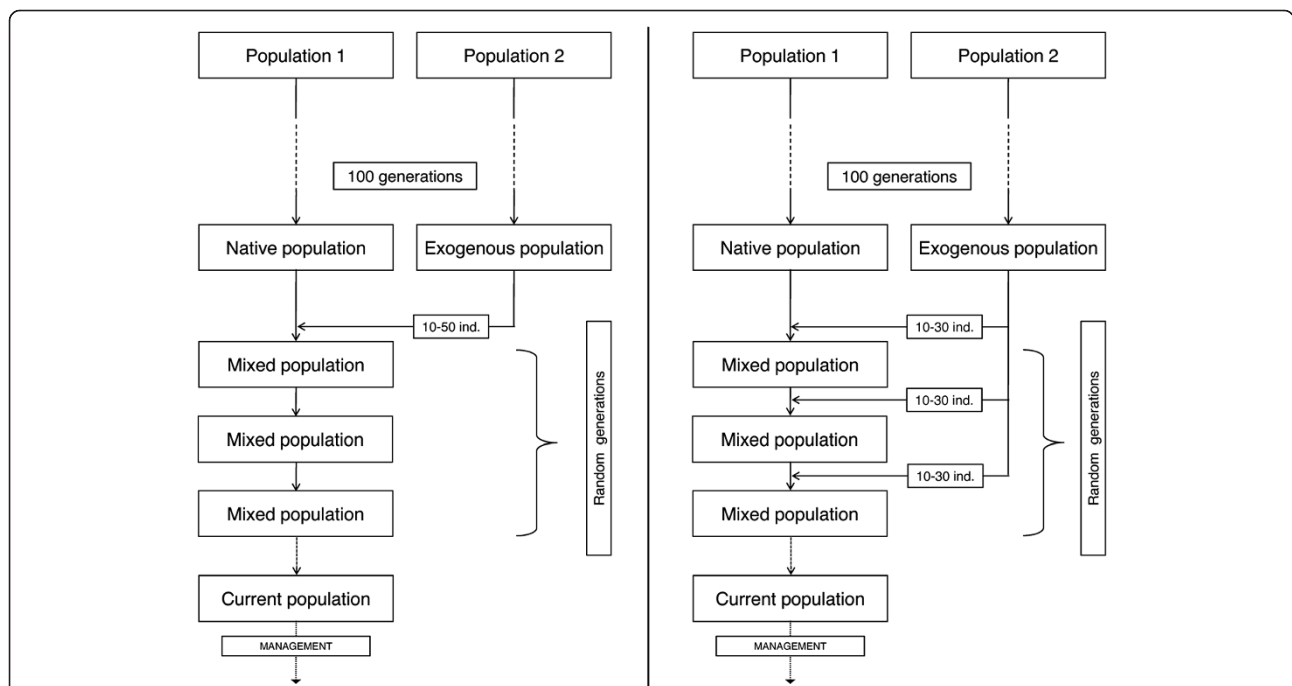 Population 1
Population 2
100 generations
Native population
Exogenous population
10-50 ind.
Mixed population
Mixed population
Mixed population
Random generations
Current population
MANAGEMENT
Population 1
Population 2
100 generations
Native population
Exogenous population
10-30 ind.
Mixed population
10-30 ind.
Mixed population
10-30 ind.
Mixed population
Random generations
Current population
MANAGEMENT